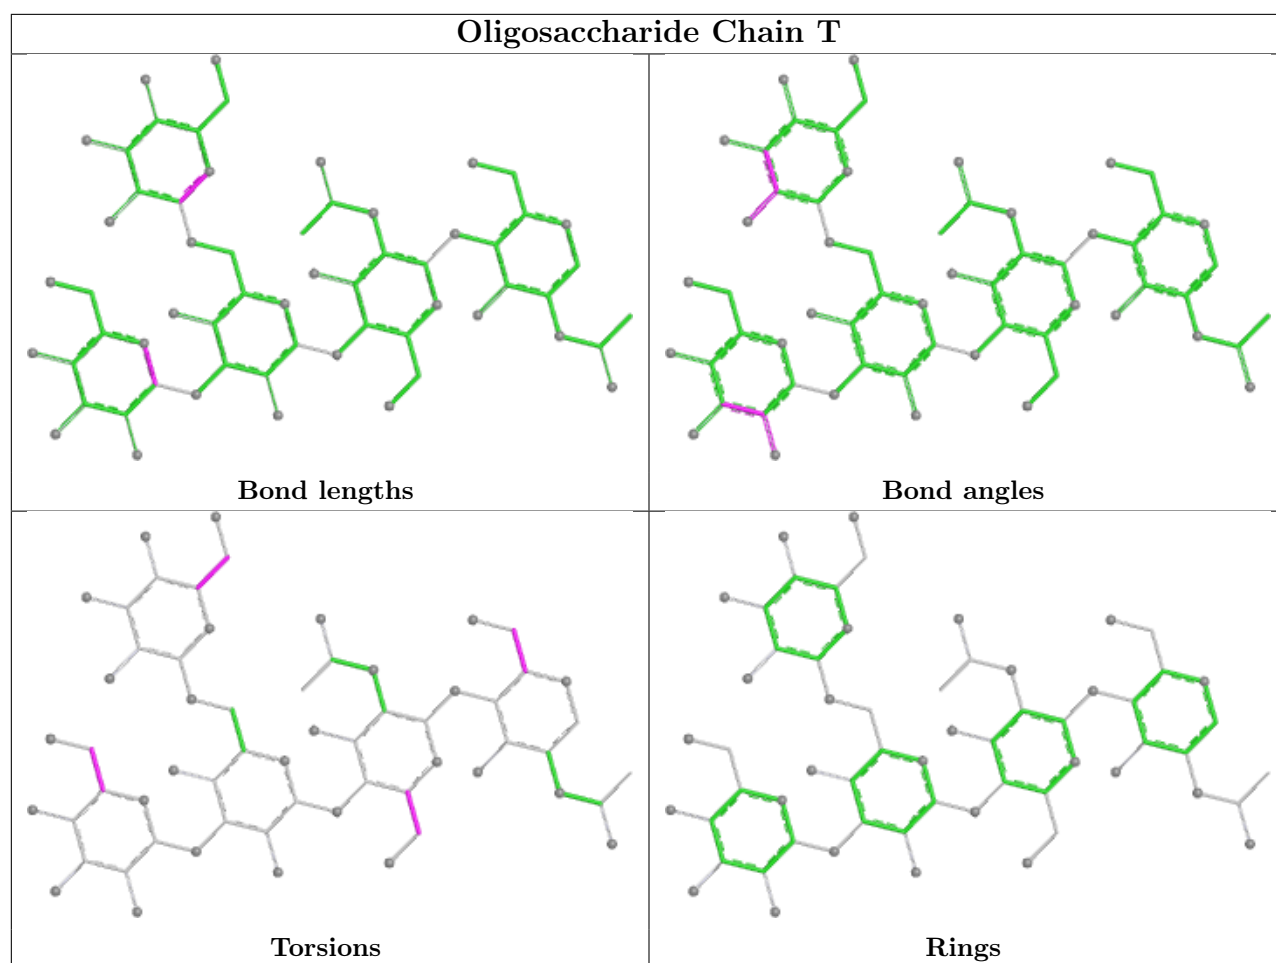 Oligosaccharide Chain T
Bond lengths
Bond angles
Torsions
Rings